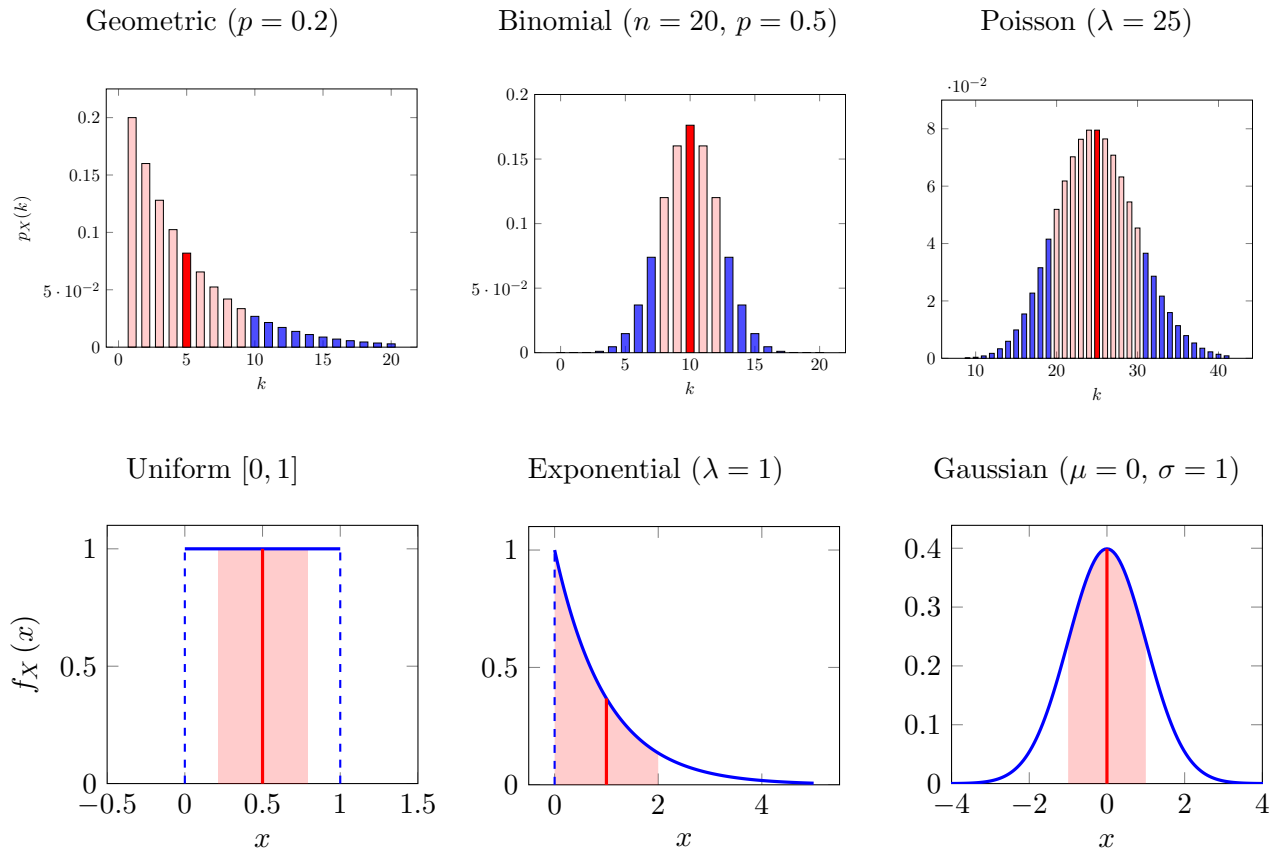 Geometric (p = 0.2)
0.2
0.15
0.1
5 · 10⁻²
0
p_X(k)
0 5 10 15 20
k
Binomial (n = 20, p = 0.5)
0.2
0.15
0.1
5 · 10⁻²
0
0 5 10 15 20
k
Poisson (λ = 25)
·10⁻²
8
6
4
2
0
10 20 30 40
k
Uniform [0, 1]
1
0.5
0
f_X (x)
−0.5 0 0.5 1 1.5
x
Exponential (λ = 1)
1
0.5
0
0 2 4
x
Gaussian (μ = 0, σ = 1)
0.4
0.3
0.2
0.1
0
−4 −2 0 2 4
x